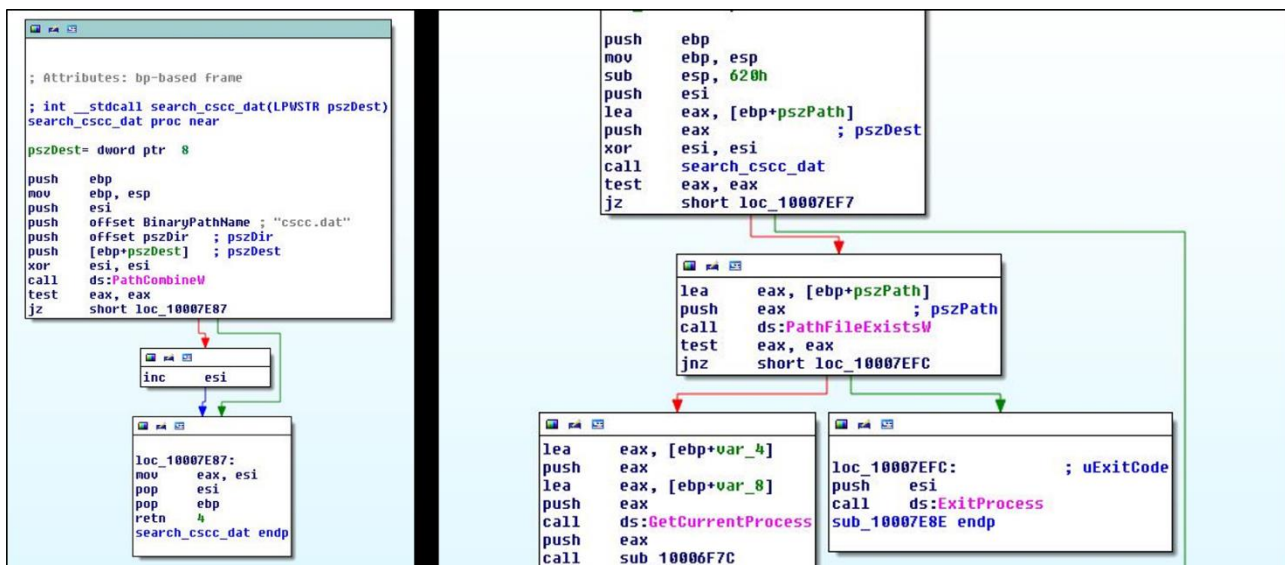 ; Attributes: bp-based frame
; int __stdcall search_cscc_dat(LPWSTR pszDest)
search_cscc_dat proc near
pszDest= dword ptr  8
push    ebp
mov     ebp, esp
push    esi
push    offset BinaryPathName ; "cscc.dat"
push    offset pszDir   ; pszDir
push    [ebp+pszDest]   ; pszDest
xor     esi, esi
call    ds:PathCombineW
test    eax, eax
jz      short loc_10007E87
inc     esi
loc_10007E87:
mov     eax, esi
pop     esi
pop     ebp
retn    4
search_cscc_dat endp
push    ebp
mov     ebp, esp
sub     esp, 620h
push    esi
lea     eax, [ebp+pszPath]
push    eax             ; pszDest
xor     esi, esi
call    search_cscc_dat
test    eax, eax
jz      short loc_10007EF7
lea     eax, [ebp+pszPath]
push    eax             ; pszPath
call    ds:PathFileExistsW
test    eax, eax
jnz     short loc_10007EFC
lea     eax, [ebp+var_4]
push    eax
lea     eax, [ebp+var_8]
push    eax
call    ds:GetCurrentProcess
push    eax
call    sub_10006F7C
loc_10007EFC:           ; uExitCode
push    esi
call    ds:ExitProcess
sub_10007E8E endp